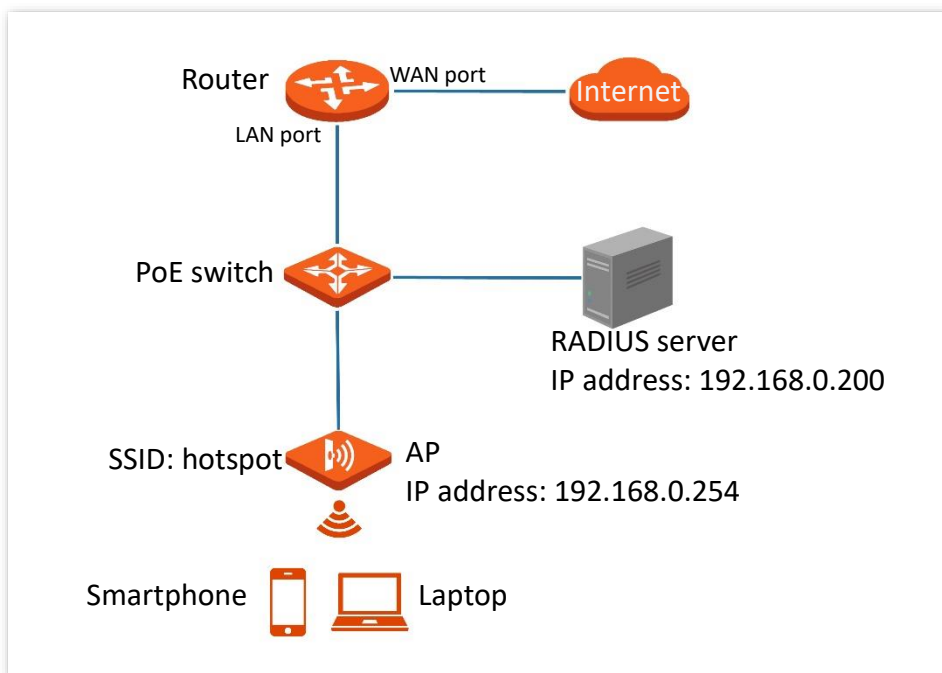 Router
WAN port
Internet
LAN port
PoE switch
RADIUS server
IP address: 192.168.0.200
SSID: hotspot
AP
IP address: 192.168.0.254
Smartphone
Laptop